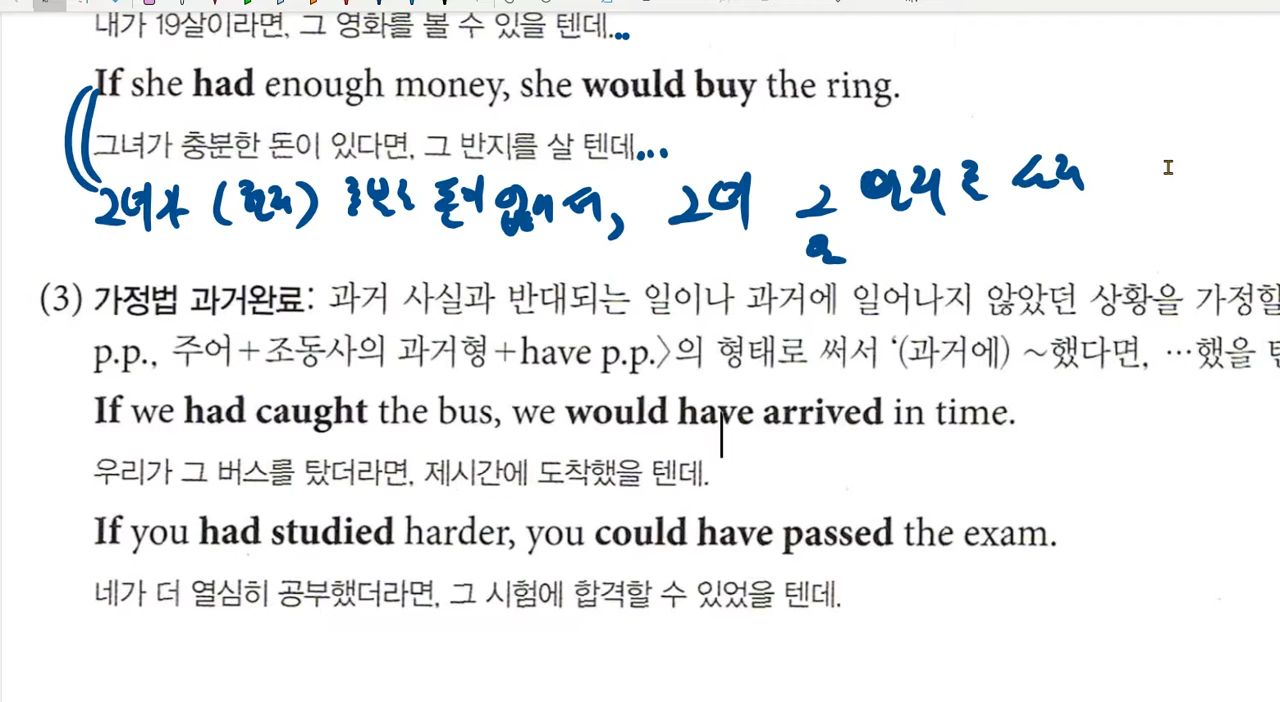 내가 19살이라면, 그 영화를 볼 수 있을 텐데...
If she had enough money, she would buy the ring.
그녀가 충분한 돈이 있다면, 그 반지를 살 텐데...
그녀가 ( ) 돈이 없어서, 그녀 그
(3) 가정법 과거완료: 과거 사실과 반대되는 일이나 과거에 일어나지 않았던 상황을 가정할
p.p., 주어+조동사의 과거형+have p.p.〉의 형태로 써서 ‘(과거에) ~했다면, …했을 텐
If we had caught the bus, we would have arrived in time.
우리가 그 버스를 탔더라면, 제시간에 도착했을 텐데.
If you had studied harder, you could have passed the exam.
네가 더 열심히 공부했더라면, 그 시험에 합격할 수 있었을 텐데.